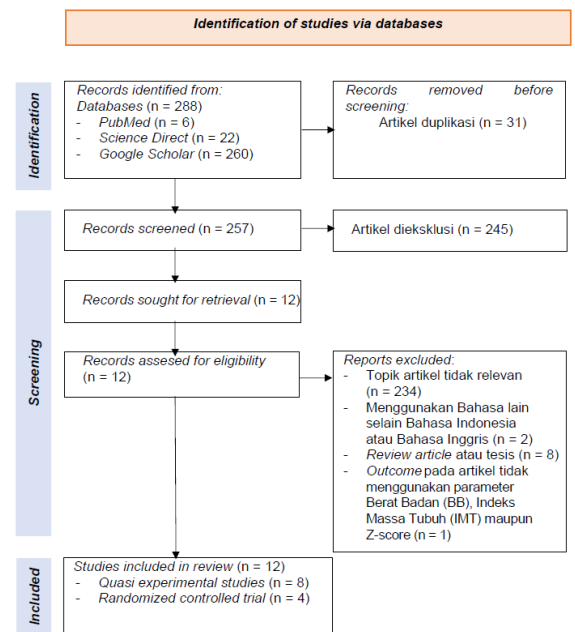 Identification of studies via databases
Identification
Records identified from:
Databases (n = 288)
- PubMed (n = 6)
- Science Direct (n = 22)
- Google Scholar (n = 260)
Records removed before
screening:
Artikel duplikasi (n = 31)
Screening
Records screened (n = 257)
Artikel dieksklusi (n = 245)
Records sought for retrieval (n = 12)
Records assesed for eligibility
(n = 12)
Reports excluded:
- Topik artikel tidak relevan
(n = 234)
- Menggunakan Bahasa lain
selain Bahasa Indonesia
atau Bahasa Inggris (n = 2)
- Review article atau tesis (n = 8)
- Outcome pada artikel tidak
menggunakan parameter
Berat Badan (BB), Indeks
Massa Tubuh (IMT) maupun
Z-score (n = 1)
Included
Studies included in review (n = 12)
- Quasi experimental studies (n = 8)
- Randomized controlled trial (n = 4)